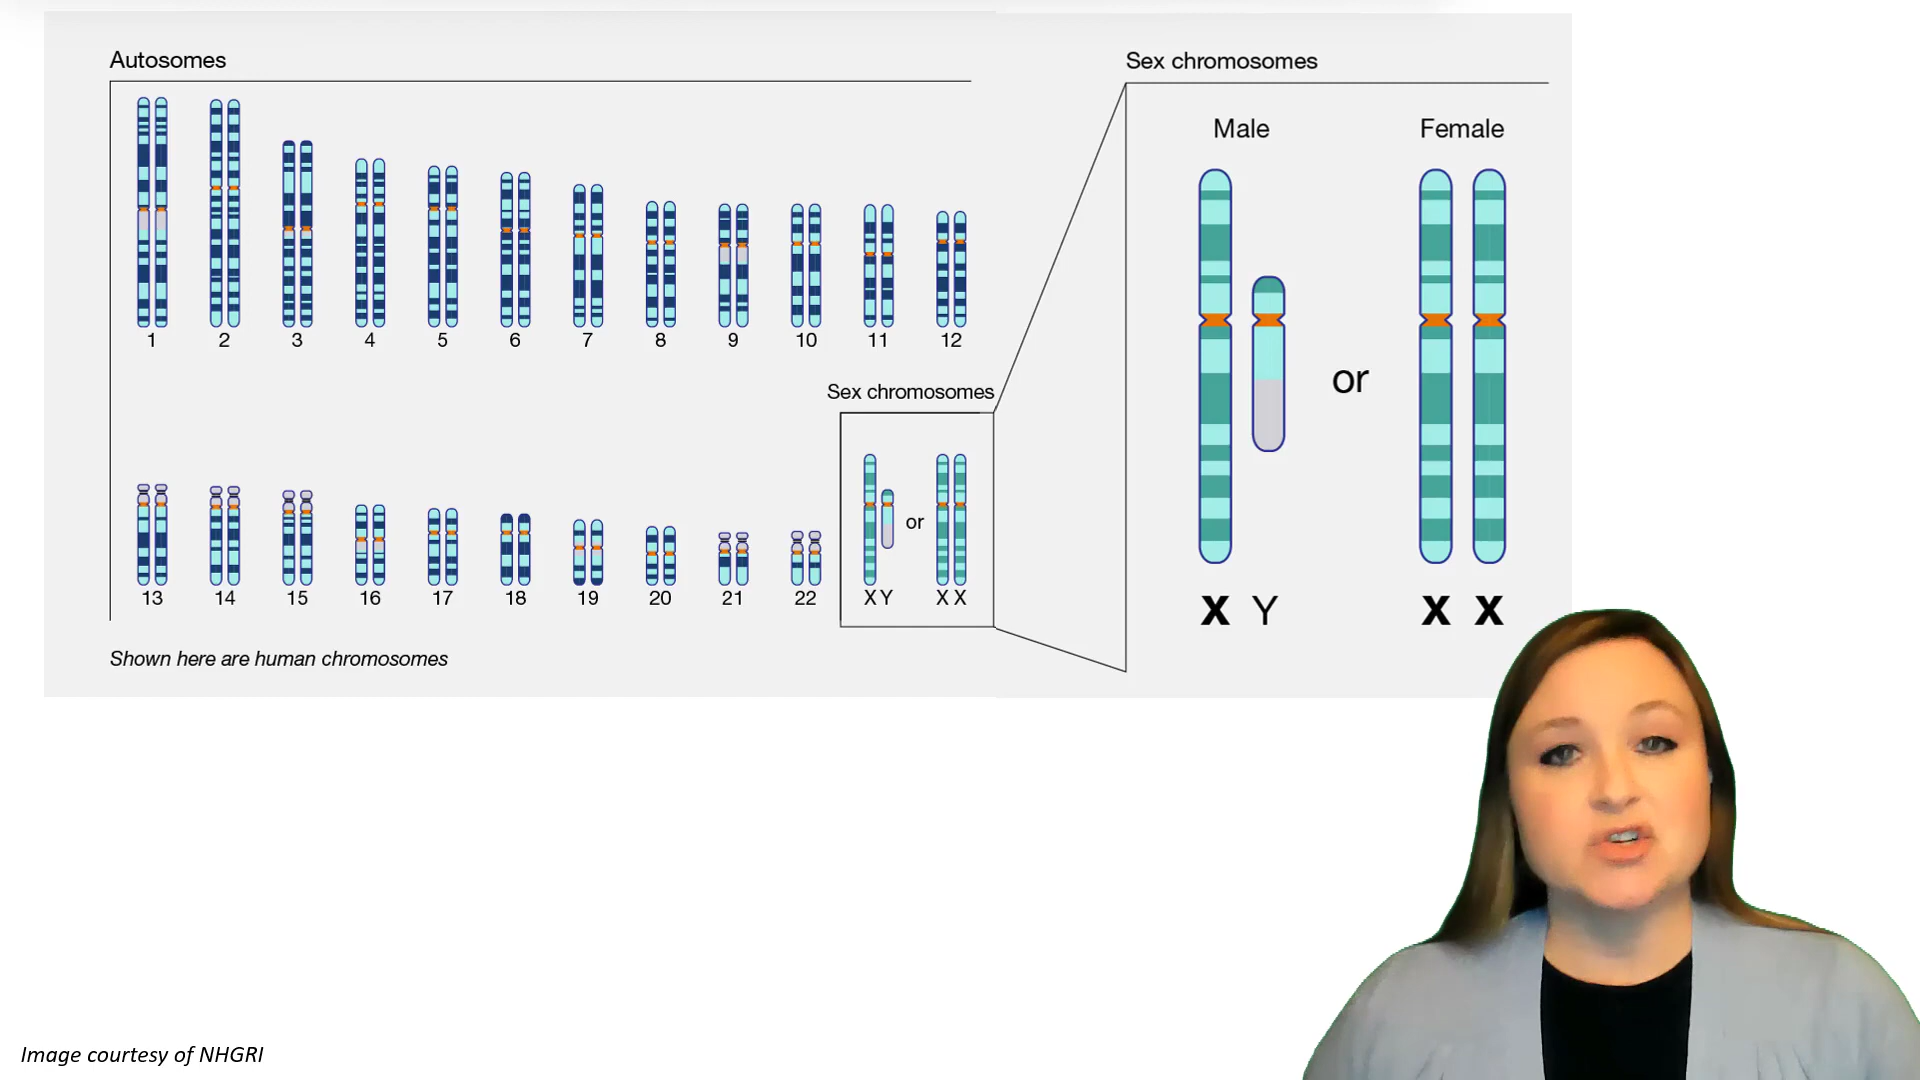 Autosomes
1 2 3 4 5 6 7 8 9 10 11 12
13 14 15 16 17 18 19 20 21 22
Sex chromosomes
or
X Y X X
Shown here are human chromosomes
Sex chromosomes
Male Female
or
X Y X X
Image courtesy of NHGRI